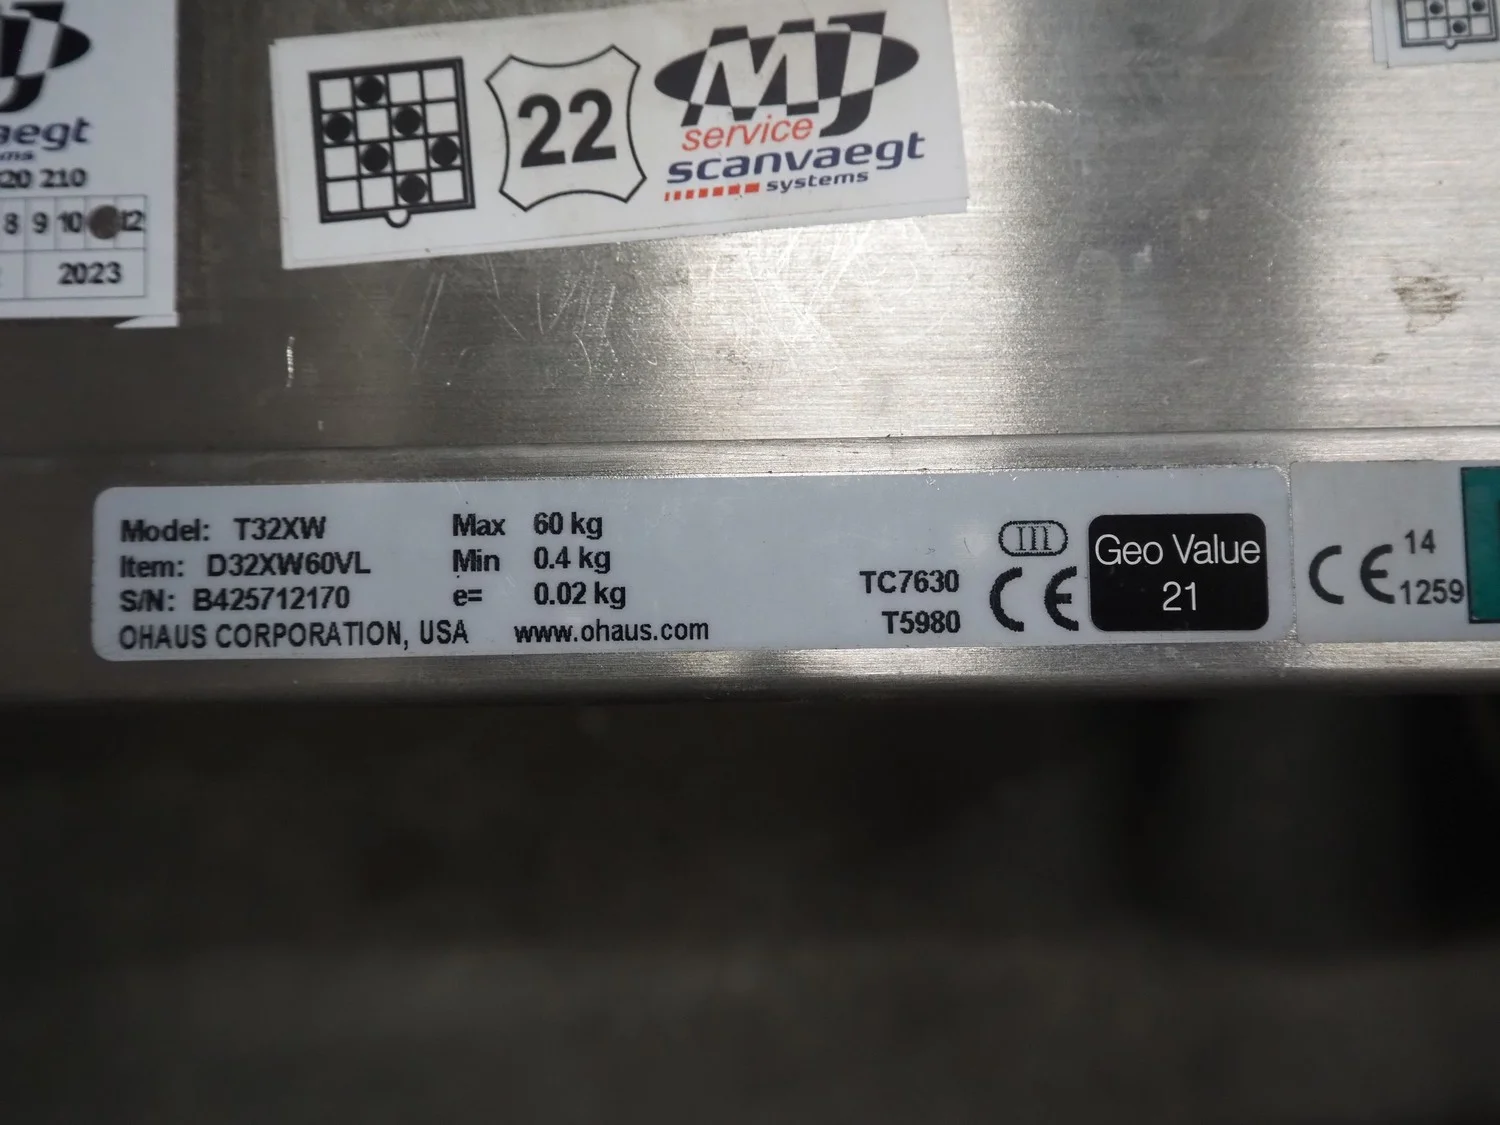 MJ
service
scanvaegt
systems
22
aegt
ms
20 210
8 9 10 12
2023
Model: T32XW
Item: D32XW60VL
S/N: B425712170
OHAUS CORPORATION, USA www.ohaus.com
Max 60 kg
Min 0.4 kg
e= 0.02 kg
TC7630
T5980
III
CE
Geo Value
21
CE 14
1259